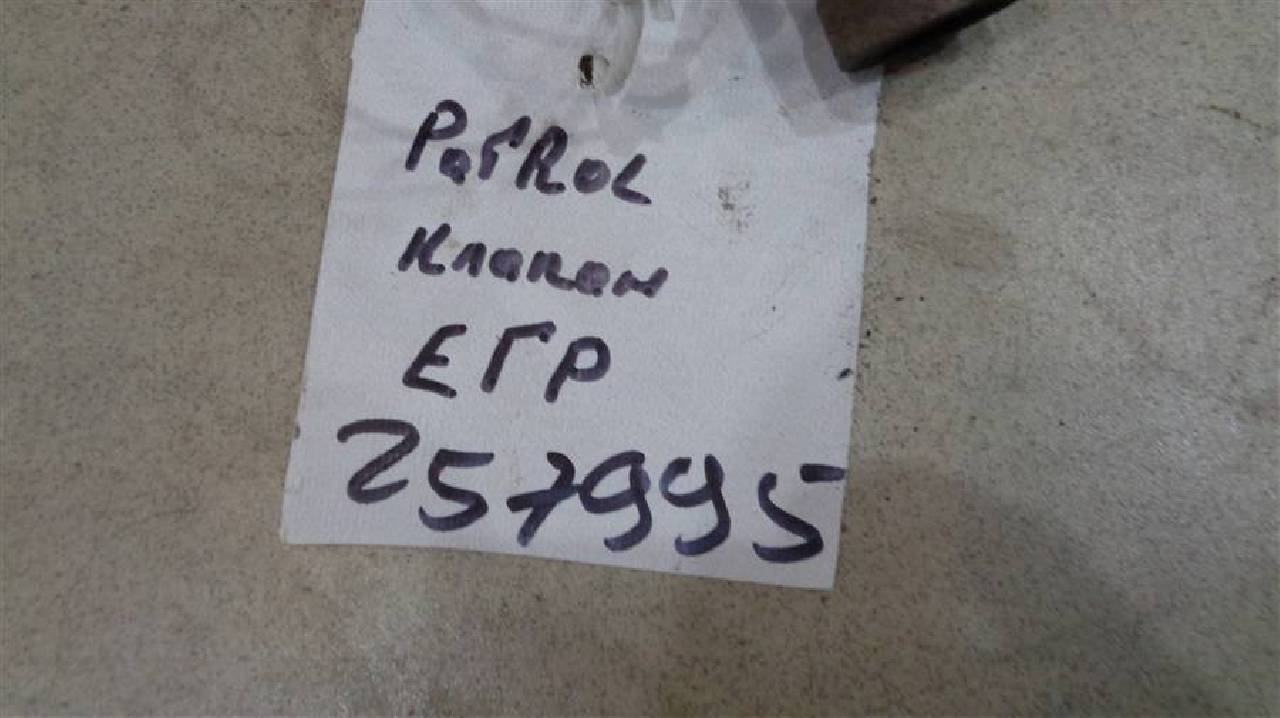 PaTRoL
Клапан
ЕГР
257995